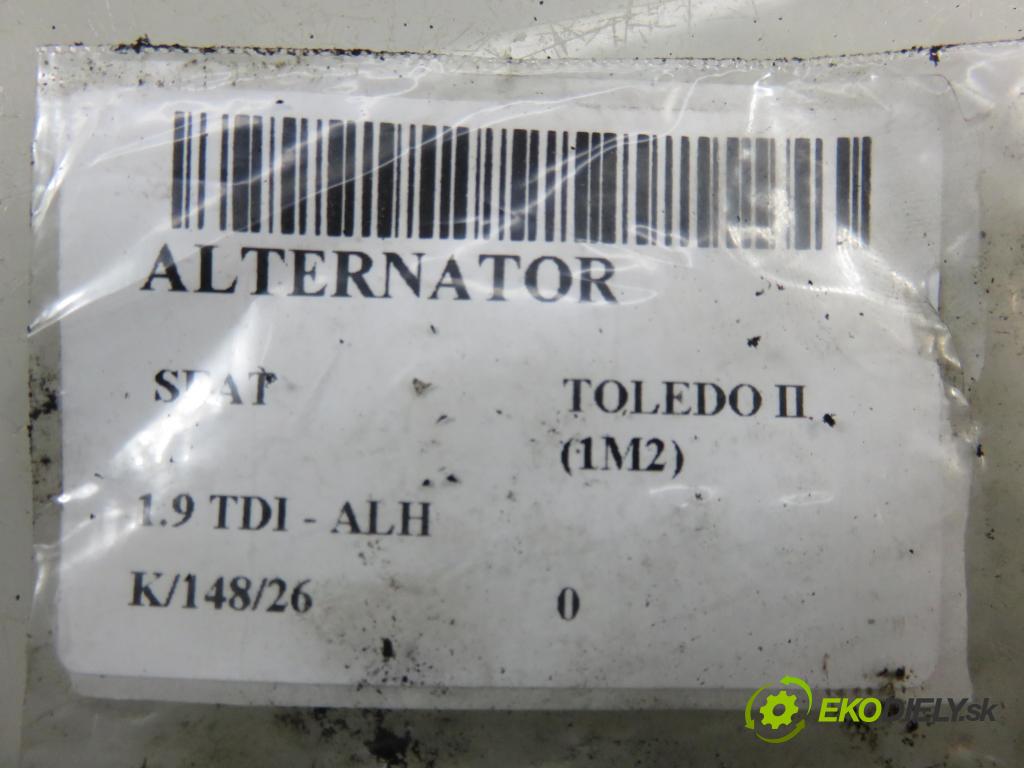 ALTERNATOR
SEAT TOLEDO II
(1M2)
1.9 TDI - ALH
K/148/26 0
EKODIELY.sk